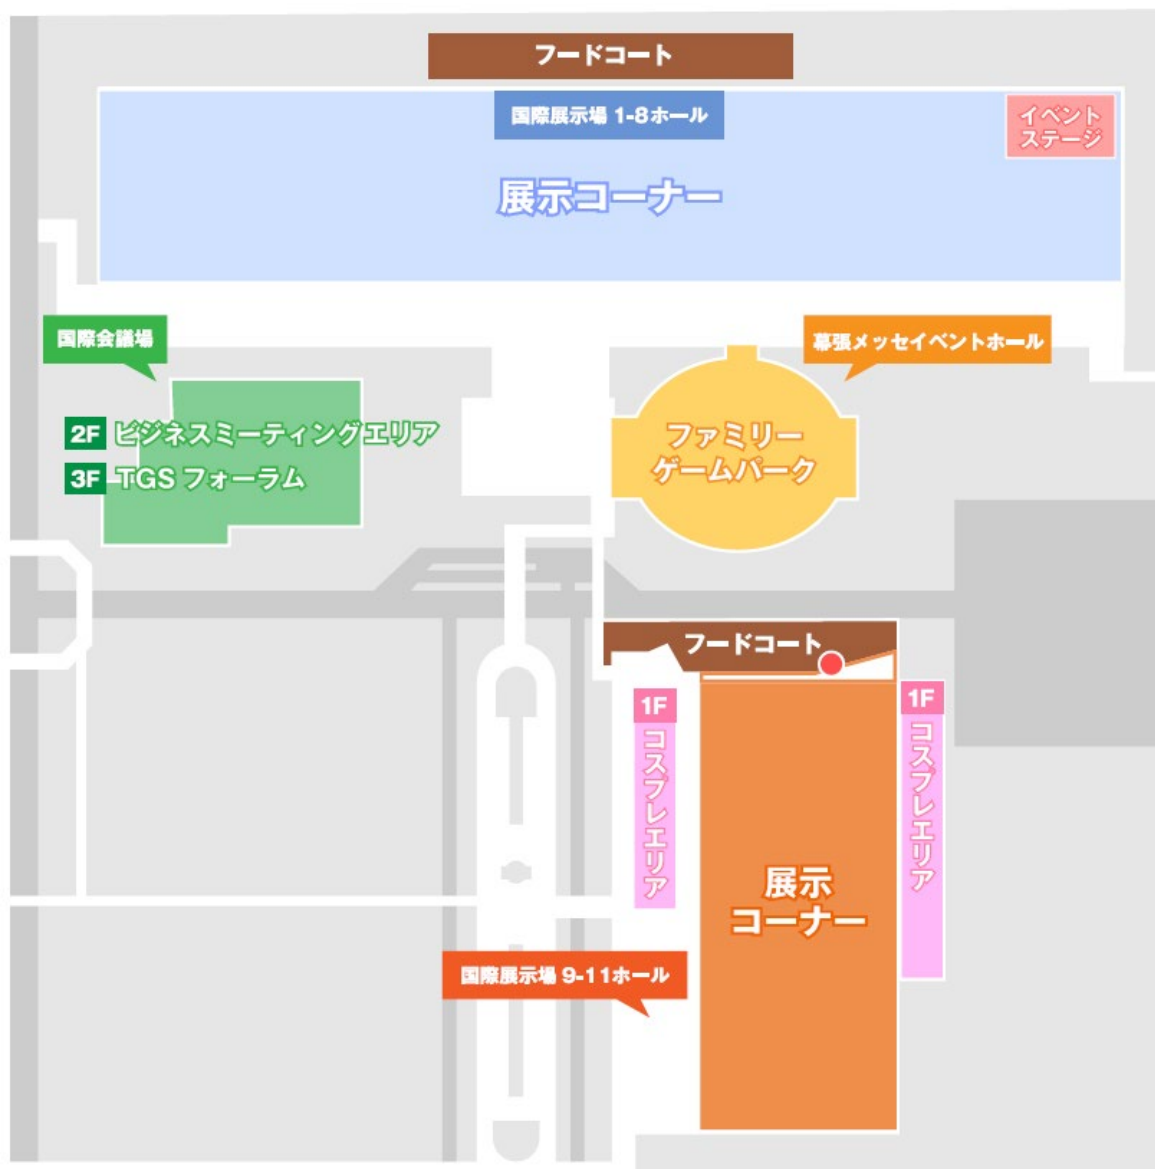 フードコート
国際展示場 1-8ホール
イベント
ステージ
展示コーナー
国際会議場
幕張メッセイベントホール
2F ビジネスミーティングエリア
3F TGS フォーラム
ファミリー
ゲームパーク
フードコート
1F
コスプレエリア
1F
コスプレエリア
展示
コーナー
国際展示場 9-11ホール